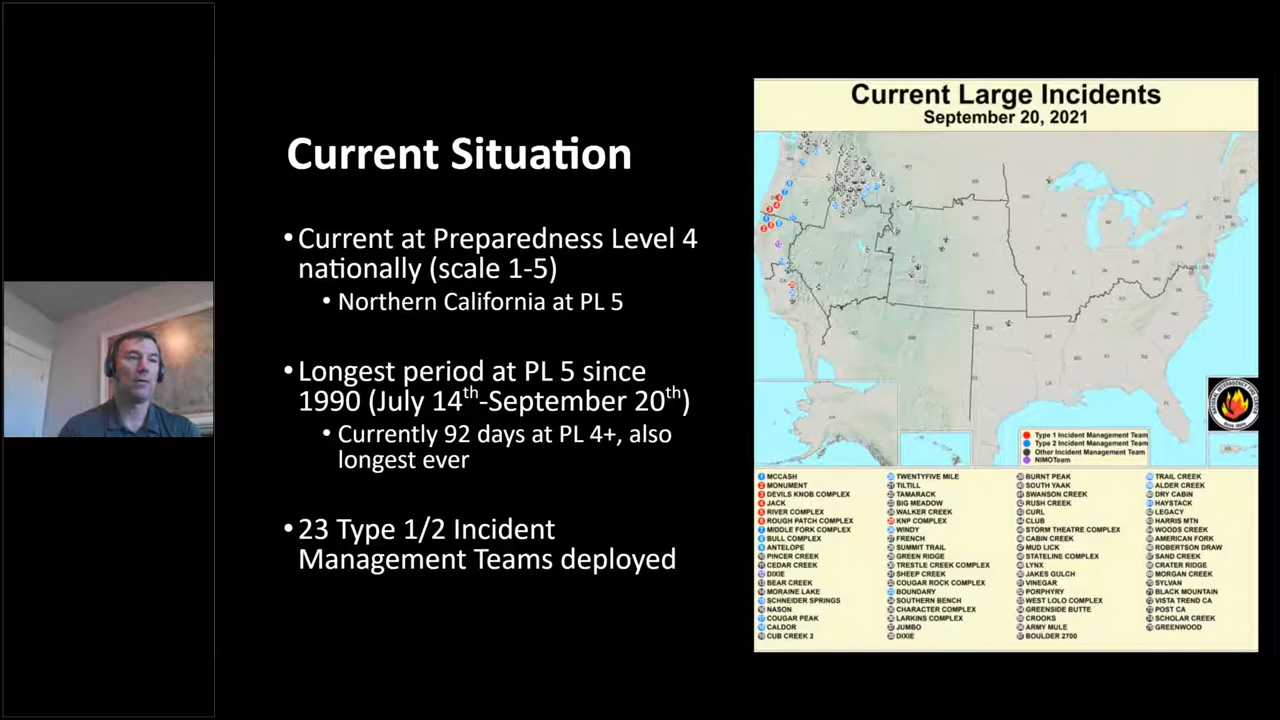 Current Situation
•Current at Preparedness Level 4
nationally (scale 1-5)
• Northern California at PL 5
•Longest period at PL 5 since
1990 (July 14th-September 20th)
• Currently 92 days at PL 4+, also
longest ever
•23 Type 1/2 Incident
Management Teams deployed
Current Large Incidents
September 20, 2021
Type 1 Incident Management Team
Type 2 Incident Management Team
Other Incident Management Team
NIMOTeam
MCCASH
MONUMENT
DEVILS KNOB COMPLEX
JACK
RIVER COMPLEX
ROUGH PATCH COMPLEX
MIDDLE FORK COMPLEX
BULL COMPLEX
ANTELOPE
PINCER CREEK
CEDAR CREEK
DIXIE
BEAR CREEK
MORAINE LAKE
SCHNEIDER SPRINGS
NASON
COUGAR PEAK
CALDOR
CUB CREEK 2
TWENTYFIVE MILE
TILTILL
TAMARACK
BIG MEADOW
WALKER CREEK
KNP COMPLEX
WINDY
FRENCH
SUMMIT TRAIL
GREEN RIDGE
TRESTLE CREEK COMPLEX
SHEEP CREEK
COUGAR ROCK COMPLEX
BOUNDARY
SOUTHERN BENCH
CHARACTER COMPLEX
LARKINS COMPLEX
JUMBO
DIXIE
BURNT PEAK
SOUTH YAAK
SWANSON CREEK
RUSH CREEK
CURL
CLUB
STORM THEATRE COMPLEX
CABIN CREEK
MUD LICK
STATELINE COMPLEX
LYNX
JAKES GULCH
VINEGAR
PORPHYRY
WEST LOLO COMPLEX
GREENSIDE BUTTE
CROOKS
ARMY MULE
BOULDER 2700
TRAIL CREEK
ALDER CREEK
DRY CABIN
HAYSTACK
LEGACY
HARRIS MTN
WOODS CREEK
AMERICAN FORK
ROBERTSON DRAW
SAND CREEK
CRATER RIDGE
MORGAN CREEK
SYLVAN
BLACK MOUNTAIN
VISTA TREND CA
POST CA
SCHOLAR CREEK
GREENWOOD